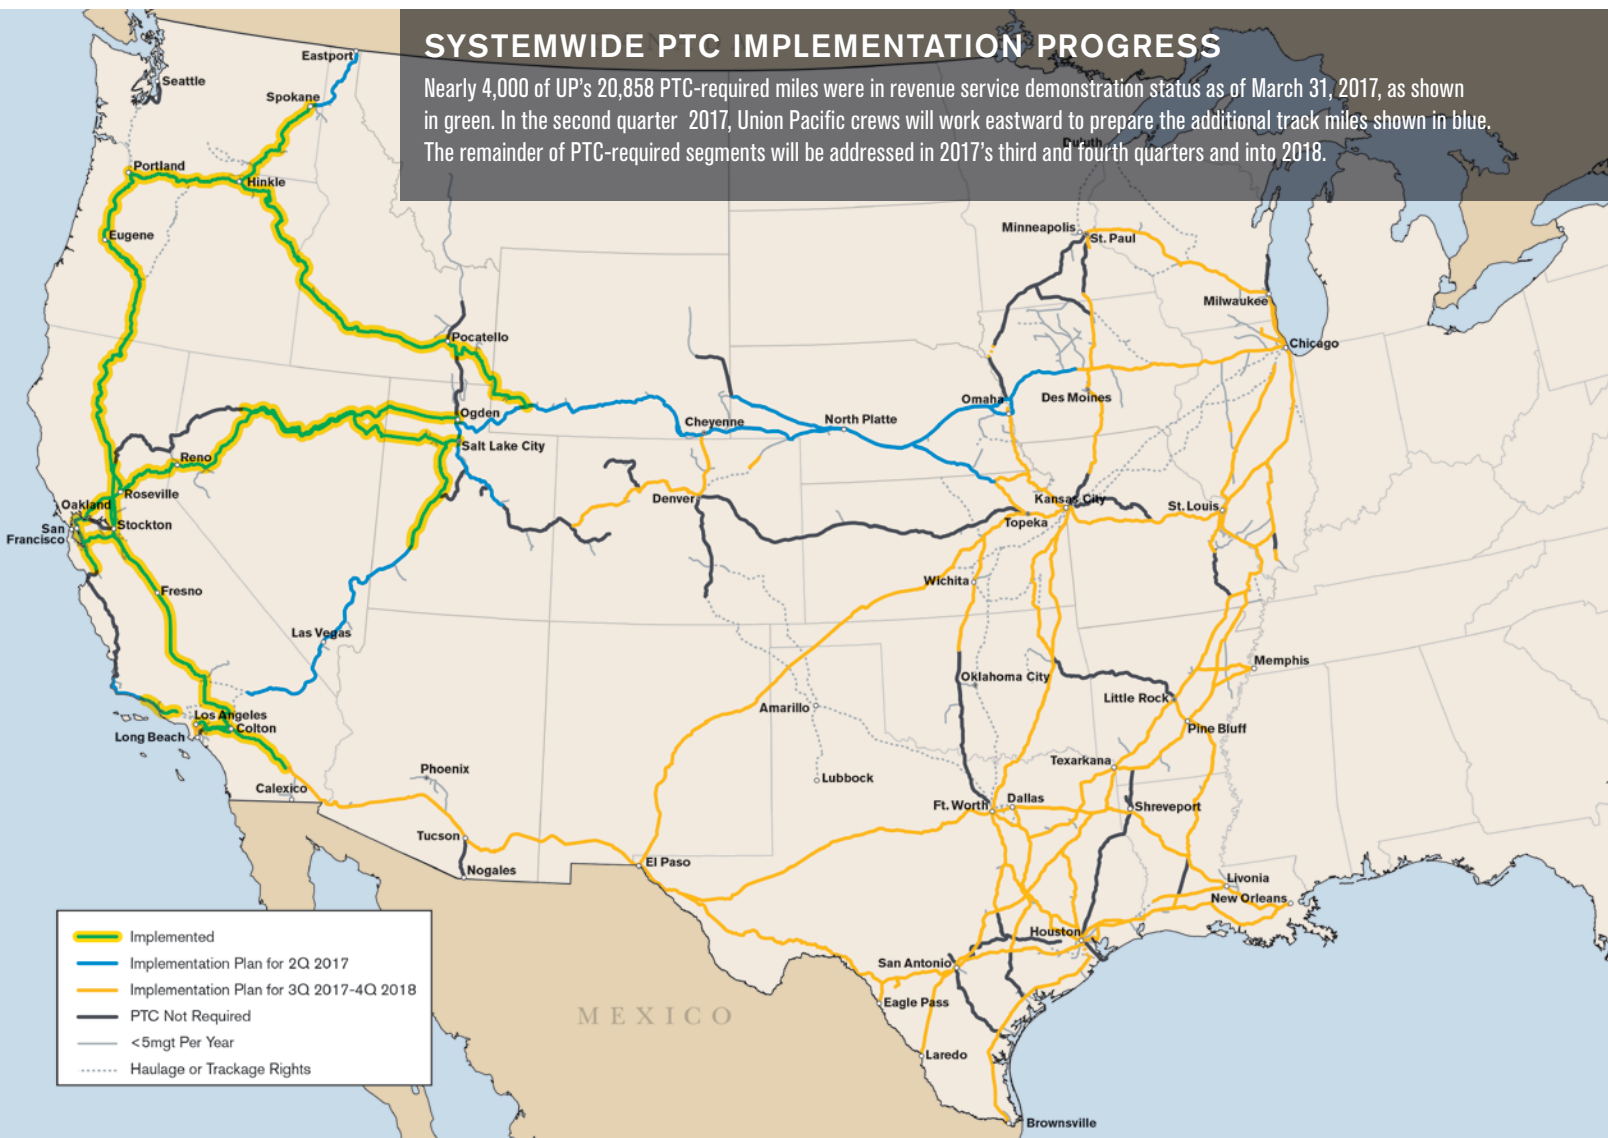 SYSTEMWIDE PTC IMPLEMENTATION PROGRESS
Nearly 4,000 of UP's 20,858 PTC-required miles were in revenue service demonstration status as of March 31, 2017, as shown
in green. In the second quarter 2017, Union Pacific crews will work eastward to prepare the additional track miles shown in blue.
The remainder of PTC-required segments will be addressed in 2017's third and fourth quarters and into 2018.
Eastport
Seattle
Spokane
Duluth
Portland
Hinkle
Minneapolis
St. Paul
Eugene
Milwaukee
Pocatello
Chicago
Omaha
Des Moines
Ogden
Cheyenne
North Platte
Salt Lake City
Reno
Roseville
Denver
Kansas City
Oakland
St. Louis
San
Francisco
Stockton
Topeka
Fresno
Wichita
Las Vegas
Memphis
Oklahoma City
Little Rock
Amarillo
Los Angeles
Colton
Long Beach
Pine Bluff
Texarkana
Phoenix
Lubbock
Calexico
Ft. Worth
Dallas
Shreveport
Tucson
El Paso
Nogales
Livonia
New Orleans
Houston
San Antonio
Eagle Pass
MEXICO
Laredo
Brownsville
Implemented
Implementation Plan for 2Q 2017
Implementation Plan for 3Q 2017-4Q 2018
PTC Not Required
<5mgt Per Year
Haulage or Trackage Rights